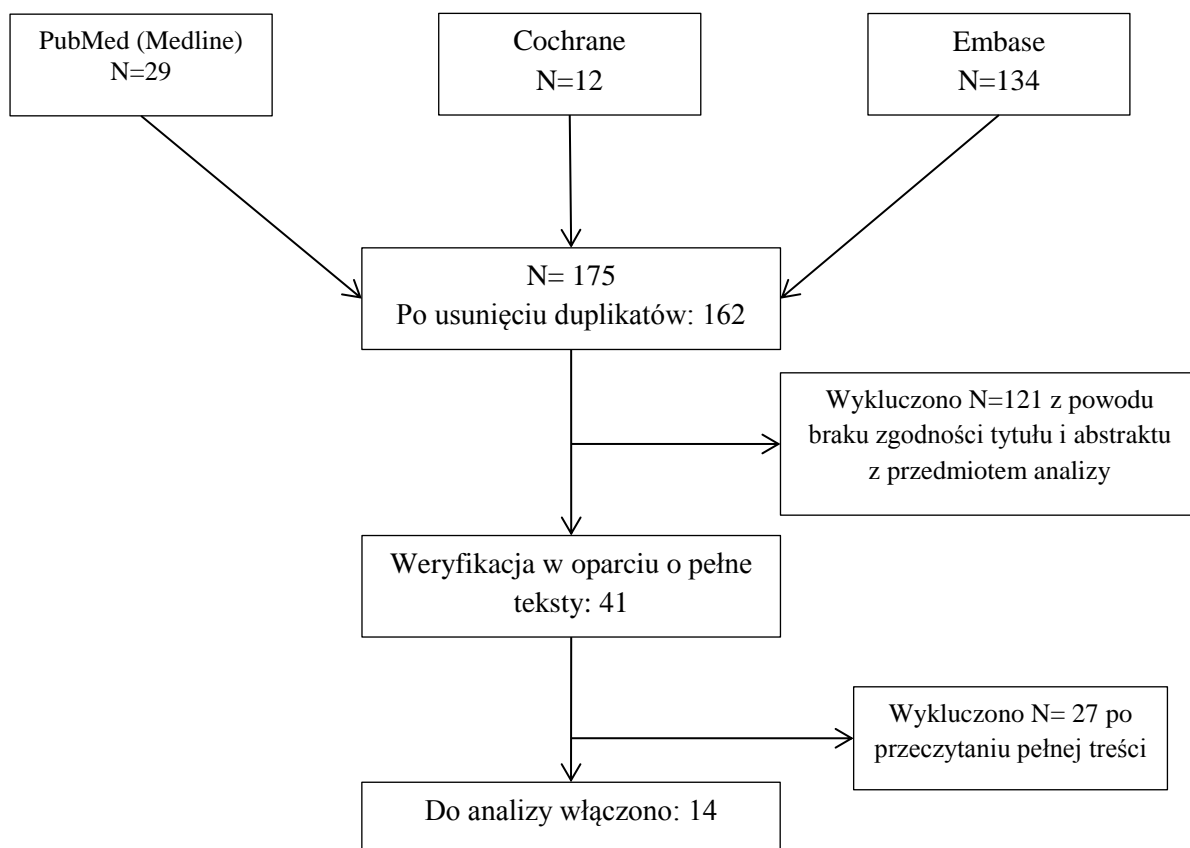 PubMed (Medline)
N=29
Cochrane
N=12
Embase
N=134
N= 175
Po usunięciu duplikatów: 162
Wykluczono N=121 z powodu
braku zgodności tytułu i abstraktu
z przedmiotem analizy
Weryfikacja w oparciu o pełne
teksty: 41
Wykluczono N= 27 po
przeczytaniu pełnej treści
Do analizy włączono: 14